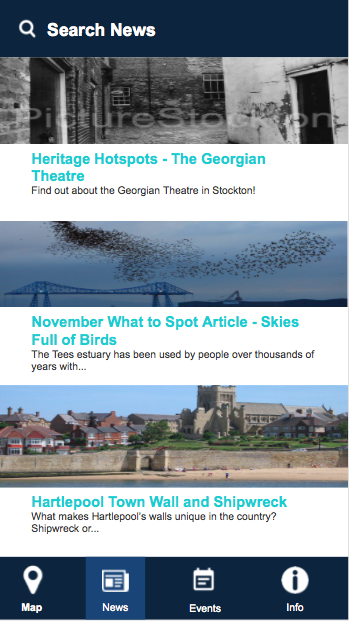 Search News
PictureStockton
Heritage Hotspots - The Georgian
Theatre
Find out about the Georgian Theatre in Stockton!
November What to Spot Article - Skies
Full of Birds
The Tees estuary has been used by people over thousands of
years with...
Hartlepool Town Wall and Shipwreck
What makes Hartlepool's walls unique in the country?
Shipwreck or...
Map
News
Events
Info